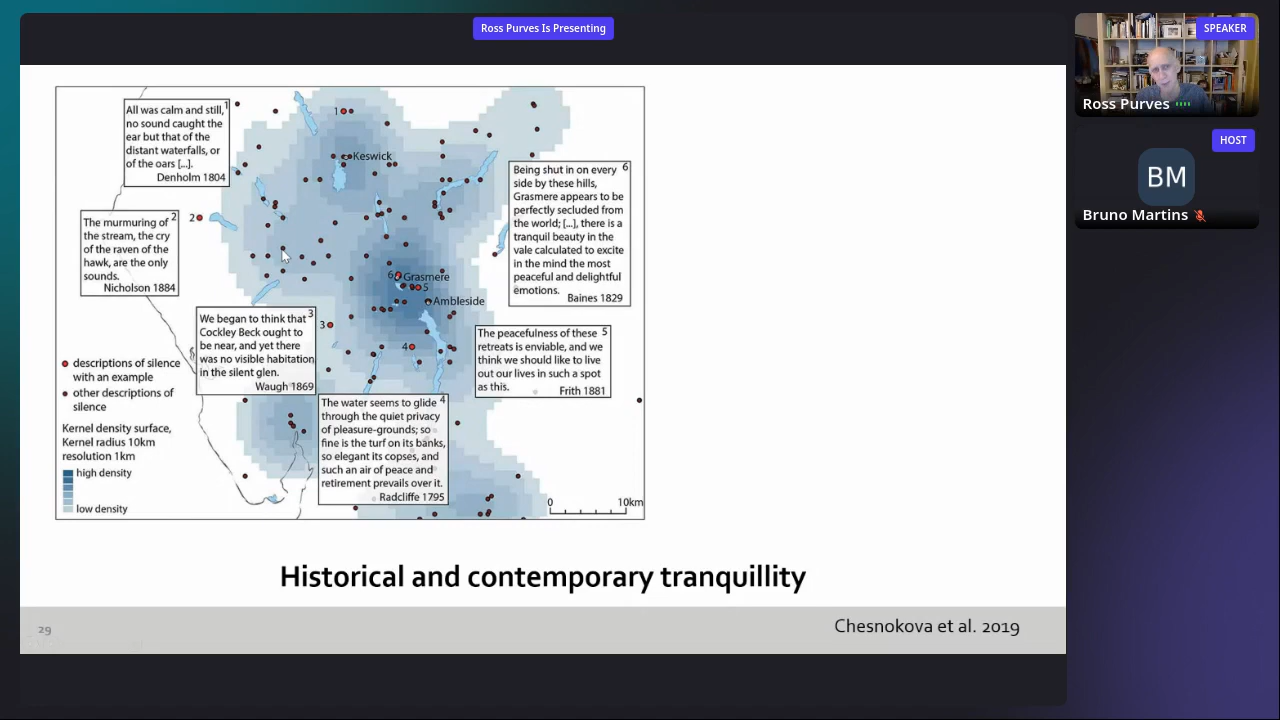 Ross Purves Is Presenting
SPEAKER
Ross Purves
HOST
BM
Bruno Martins
All was calm and still, 1
no sound caught the
ear but that of the
distant waterfalls, or
of the oars [...].
Denholm 1804
The murmuring of 2
the stream, the cry
of the raven of the
hawk, are the only
sounds.
Nicholson 1884
We began to think that 3
Cockley Beck ought to
be near, and yet there
was no visible habitation
in the silent glen.
Waugh 1869
The water seems to glide 4
through the quiet privacy
of pleasure-grounds; so
fine is the turf on its banks,
so elegant its copses, and
such an air of peace and
retirement prevails over it.
Radcliffe 1795
The peacefulness of these 5
retreats is enviable, and we
think we should like to live
out our lives in such a spot
as this.
Frith 1881
Being shut in on every 6
side by these hills,
Grasmere appears to be
perfectly secluded from
the world; [...], there is a
tranquil beauty in the
vale calculated to excite
in the mind the most
peaceful and delightful
emotions.
Baines 1829
1
Keswick
2
6 Grasmere
5
Ambleside
3
4
descriptions of silence
with an example
other descriptions of
silence
Kernel density surface,
Kernel radius 10km
resolution 1km
high density
low density
0 10km
Historical and contemporary tranquillity
29
Chesnokova et al. 2019